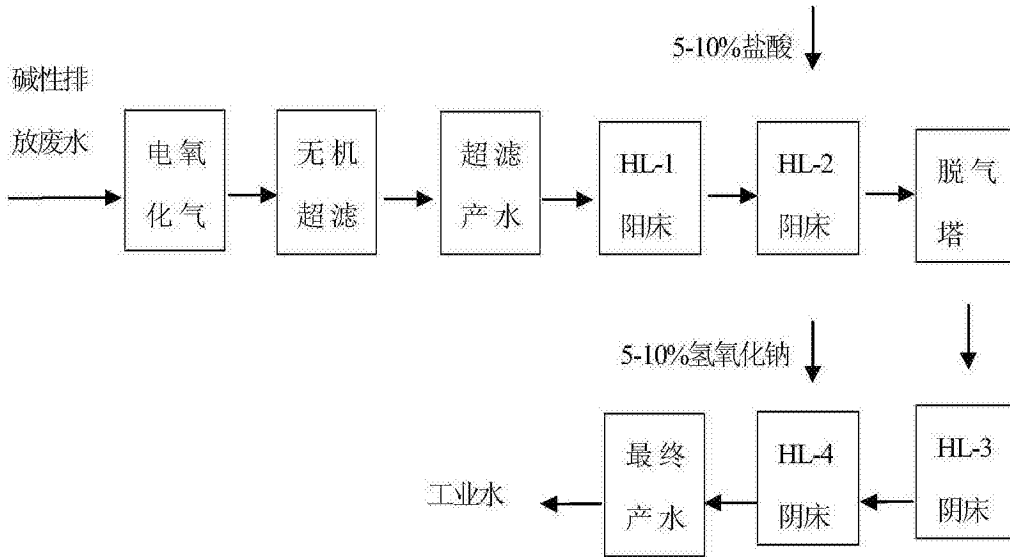 5-10%盐酸
碱性排
放废水
电 氧
化 气
无 机
超 滤
超 滤
产 水
HL-1
阳床
HL-2
阳床
脱 气
塔
5-10%氢氧化钠
工业水
最 终
产 水
HL-4
阴床
HL-3
阴床